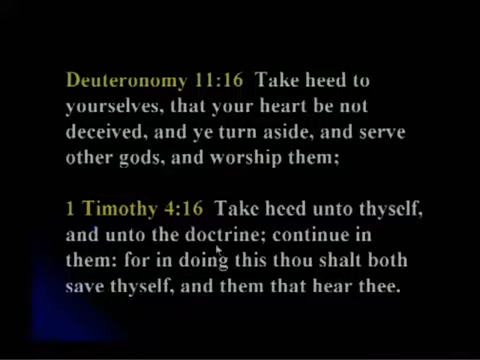 Deuteronomy 11:16 Take heed to
yourselves, that your heart be not
deceived, and ye turn aside, and serve
other gods, and worship them;
1 Timothy 4:16 Take heed unto thyself,
and unto the doctrine; continue in
them: for in doing this thou shalt both
save thyself, and them that hear thee.